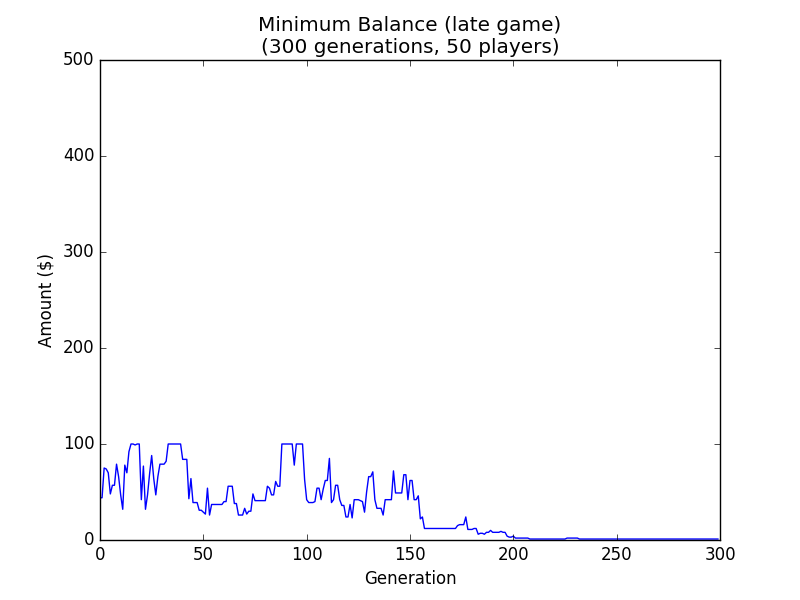 Minimum Balance (late game)
(300 generations, 50 players)
500
400
300
200
100
0
Amount ($)
0 50 100 150 200 250 300
Generation